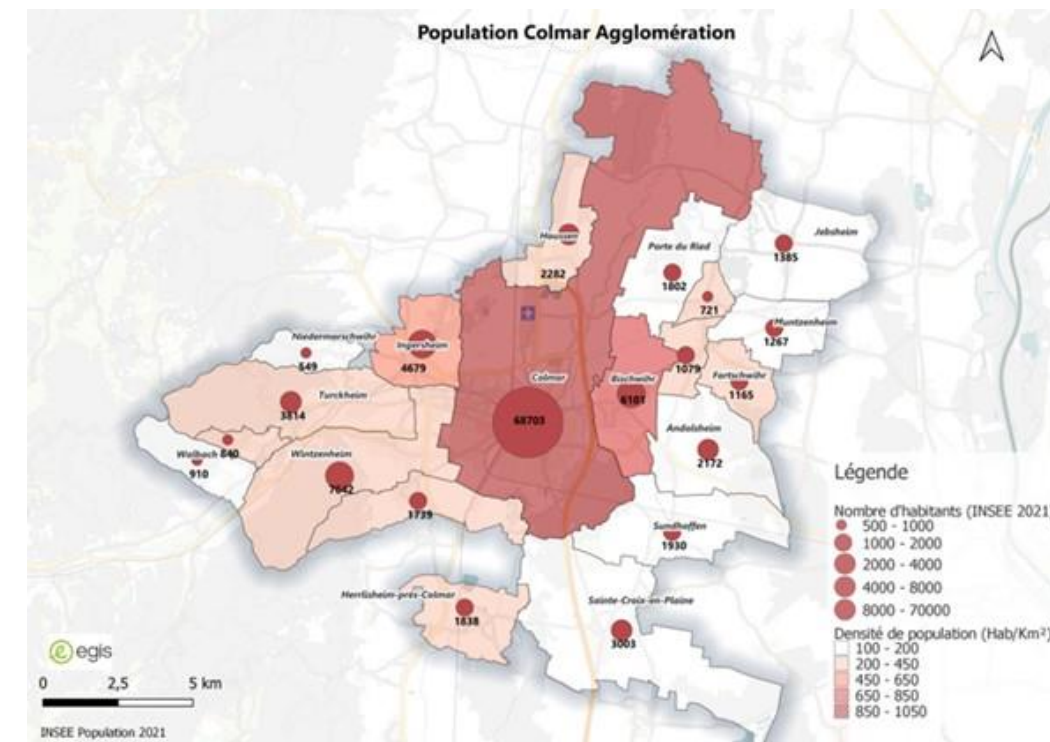 Population Colmar Agglomération
Jebsheim
Houssen
Porte du Ried
1385
2282
1802
721
Muntzenheim
1267
Niedermorschwihr
Ingersheim
549
4679
1079
Fortschwihr
Colmar
Bischwihr
1165
Turckheim
6101
3814
68703
Andolsheim
Walbach
840
Wintzenheim
2172
910
7642
1739
Sundhoffen
1930
Herrlisheim-près-Colmar
Sainte-Croix-en-Plaine
1838
3003
Légende
Nombre d'habitants (INSEE 2021)
500 - 1000
1000 - 2000
2000 - 4000
4000 - 8000
8000 - 70000
Densité de population (Hab/Km²)
100 - 200
200 - 450
450 - 650
650 - 850
850 - 1050
egis
0 2,5 5 km
INSEE Population 2021